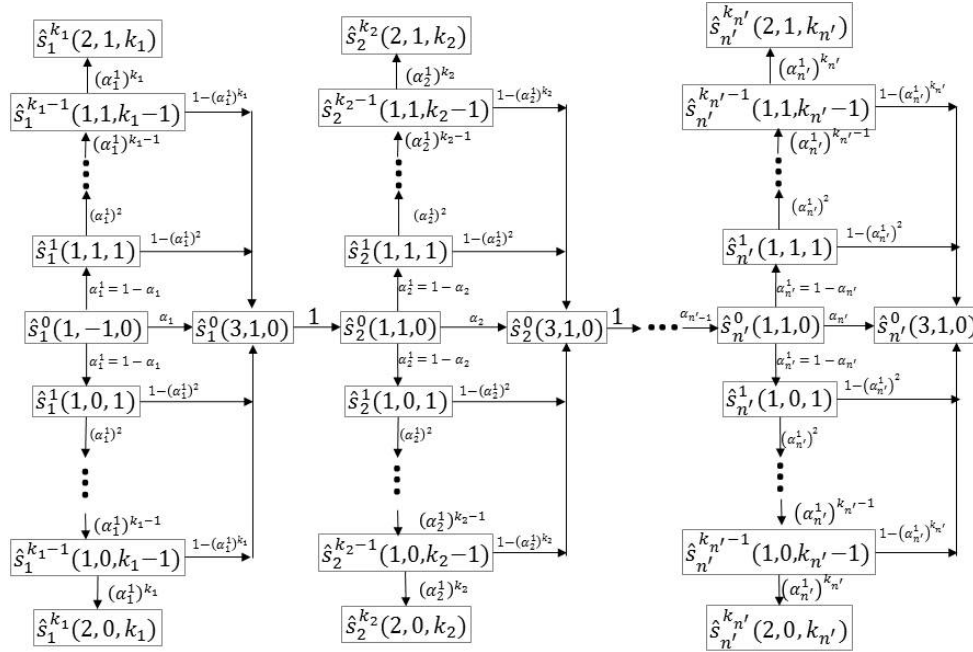 ŝ₁^{k₁}(2, 1, k₁)
(α₁¹)^{k₁}
ŝ₁^{k₁−1}(1,1,k₁−1)
1−(α₁¹)^{k₁}
(α₁¹)^{k₁−1}
(α₁¹)²
ŝ₁¹(1, 1, 1)
1−(α₁¹)²
α₁¹ = 1 − α₁
ŝ₁⁰(1, −1,0)
α₁
ŝ₁⁰(3,1,0)
1
α₁¹ = 1 − α₁
ŝ₁¹(1, 0, 1)
1−(α₁¹)²
(α₁¹)²
(α₁¹)^{k₁−1}
ŝ₁^{k₁−1}(1,0,k₁−1)
1−(α₁¹)^{k₁}
(α₁¹)^{k₁}
ŝ₁^{k₁}(2, 0, k₁)
ŝ₂^{k₂}(2, 1, k₂)
(α₂¹)^{k₂}
ŝ₂^{k₂−1}(1,1,k₂−1)
1−(α₂¹)^{k₂}
(α₂¹)^{k₂−1}
(α₂¹)²
ŝ₂¹(1, 1, 1)
1−(α₂¹)²
α₂¹ = 1 − α₂
ŝ₂⁰(1,1,0)
α₂
ŝ₂⁰(3,1,0)
1
α₂¹ = 1 − α₂
ŝ₂¹(1, 0, 1)
1−(α₂¹)²
(α₂¹)²
(α₂¹)^{k₂−1}
ŝ₂^{k₂−1}(1,0,k₂−1)
1−(α₂¹)^{k₂}
(α₂¹)^{k₂}
ŝ₂^{k₂}(2, 0, k₂)
ŝ_{n′}^{k_{n′}}(2, 1, k_{n′})
(α_{n′}¹)^{k_{n′}}
ŝ_{n′}^{k_{n′}−1}(1,1,k_{n′}−1)
1−(α_{n′}¹)^{k_{n′}}
(α_{n′}¹)^{k_{n′}−1}
(α_{n′}¹)²
ŝ_{n′}¹(1, 1, 1)
1−(α_{n′}¹)²
α_{n′}¹ = 1 − α_{n′}
α_{n′−1}
ŝ_{n′}⁰(1,1,0)
α_{n′}
ŝ_{n′}⁰(3,1,0)
α_{n′}¹ = 1 − α_{n′}
ŝ_{n′}¹(1, 0, 1)
1−(α_{n′}¹)²
(α_{n′}¹)²
(α_{n′}¹)^{k_{n′}−1}
ŝ_{n′}^{k_{n′}−1}(1,0,k_{n′}−1)
1−(α_{n′}¹)^{k_{n′}}
(α_{n′}¹)^{k_{n′}}
ŝ_{n′}^{k_{n′}}(2, 0, k_{n′})